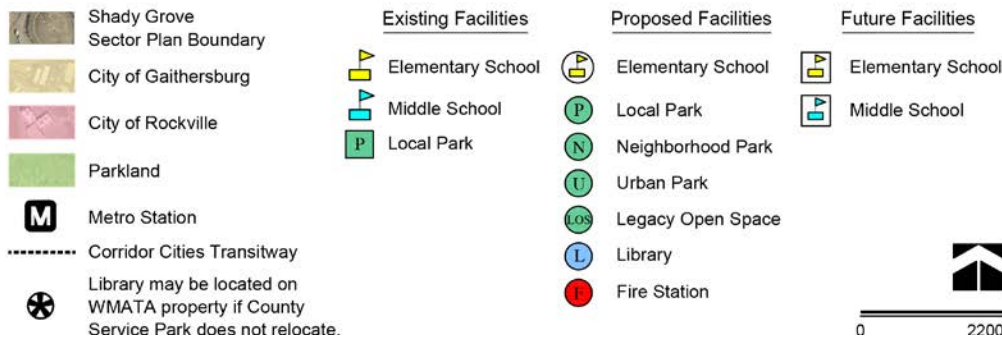 Shady Grove
Sector Plan Boundary
City of Gaithersburg
City of Rockville
Parkland
M
Metro Station
Corridor Cities Transitway
Library may be located on
WMATA property if County
Service Park does not relocate.
Existing Facilities
Elementary School
Middle School
P
Local Park
Proposed Facilities
Elementary School
P
Local Park
N
Neighborhood Park
U
Urban Park
LOS
Legacy Open Space
L
Library
F
Fire Station
Future Facilities
Elementary School
Middle School
0
2200